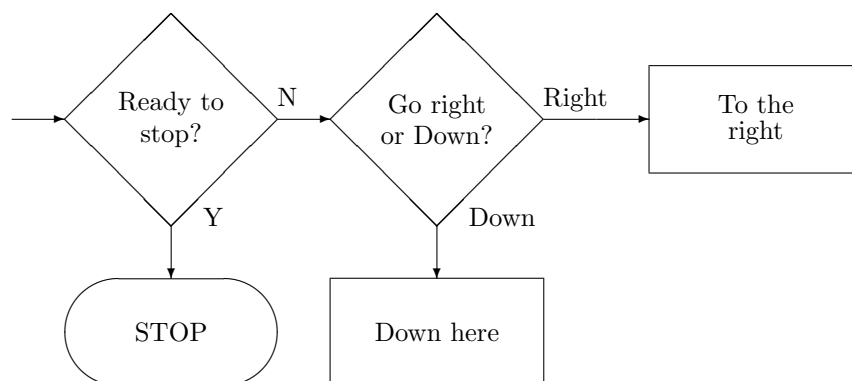 Ready to
stop?
N
Go right
or Down?
Right
To the
right
Y
Down
STOP
Down here